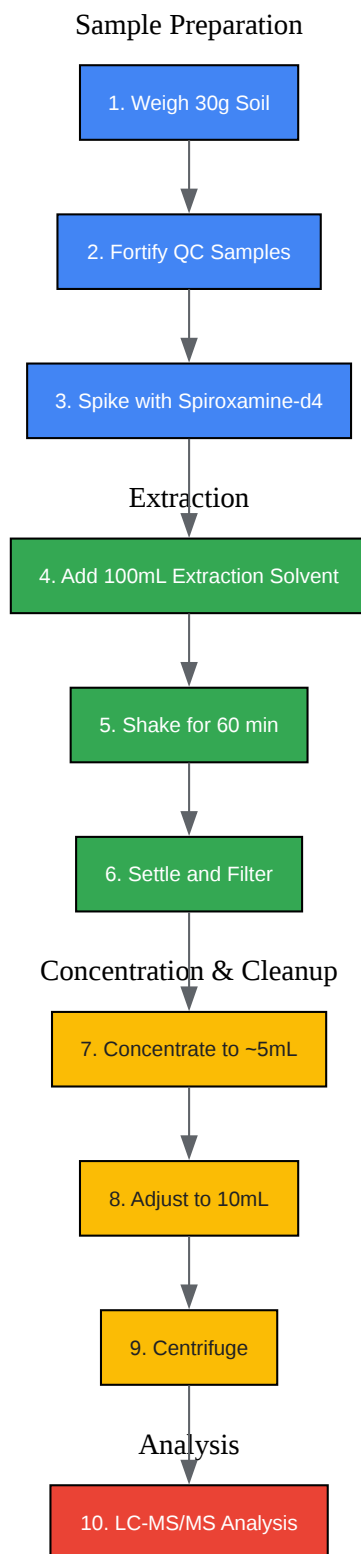 Sample Preparation
1. Weigh 30g Soil
2. Fortify QC Samples
3. Spike with Spiroxamine-d4
Extraction
4. Add 100mL Extraction Solvent
5. Shake for 60 min
6. Settle and Filter
Concentration & Cleanup
7. Concentrate to ~5mL
8. Adjust to 10mL
9. Centrifuge
Analysis
10. LC-MS/MS Analysis